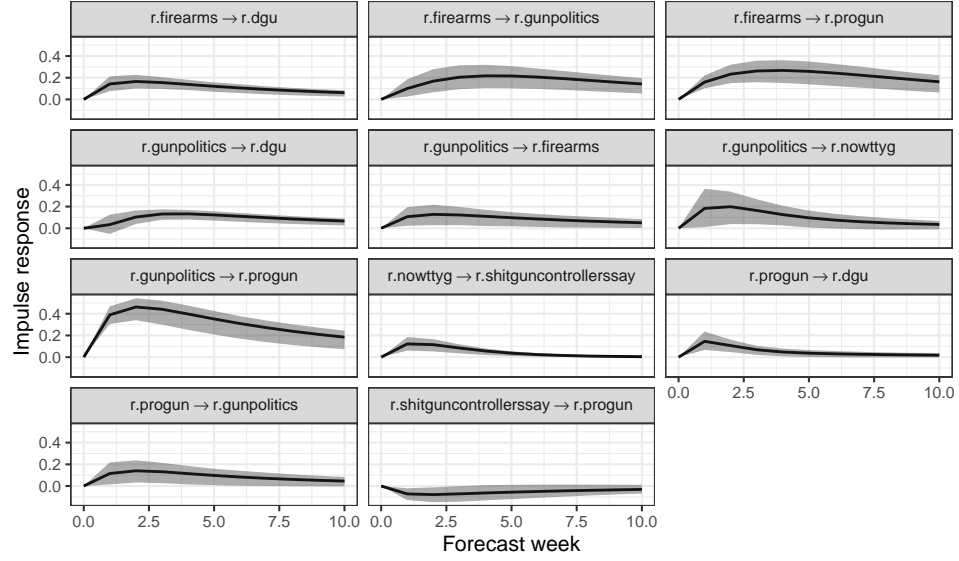 r.firearms → r.dgu
r.firearms → r.gunpolitics
r.firearms → r.progun
0.4
0.2
0.0
r.gunpolitics → r.dgu
r.gunpolitics → r.firearms
r.gunpolitics → r.nowttyg
0.4
0.2
0.0
r.gunpolitics → r.progun
r.nowttyg → r.shitguncontrollerssay
r.progun → r.dgu
0.4
0.2
0.0
0.0 2.5 5.0 7.5 10.0
r.progun → r.gunpolitics
r.shitguncontrollerssay → r.progun
0.4
0.2
0.0
0.0 2.5 5.0 7.5 10.0
0.0 2.5 5.0 7.5 10.0
Impulse response
Forecast week